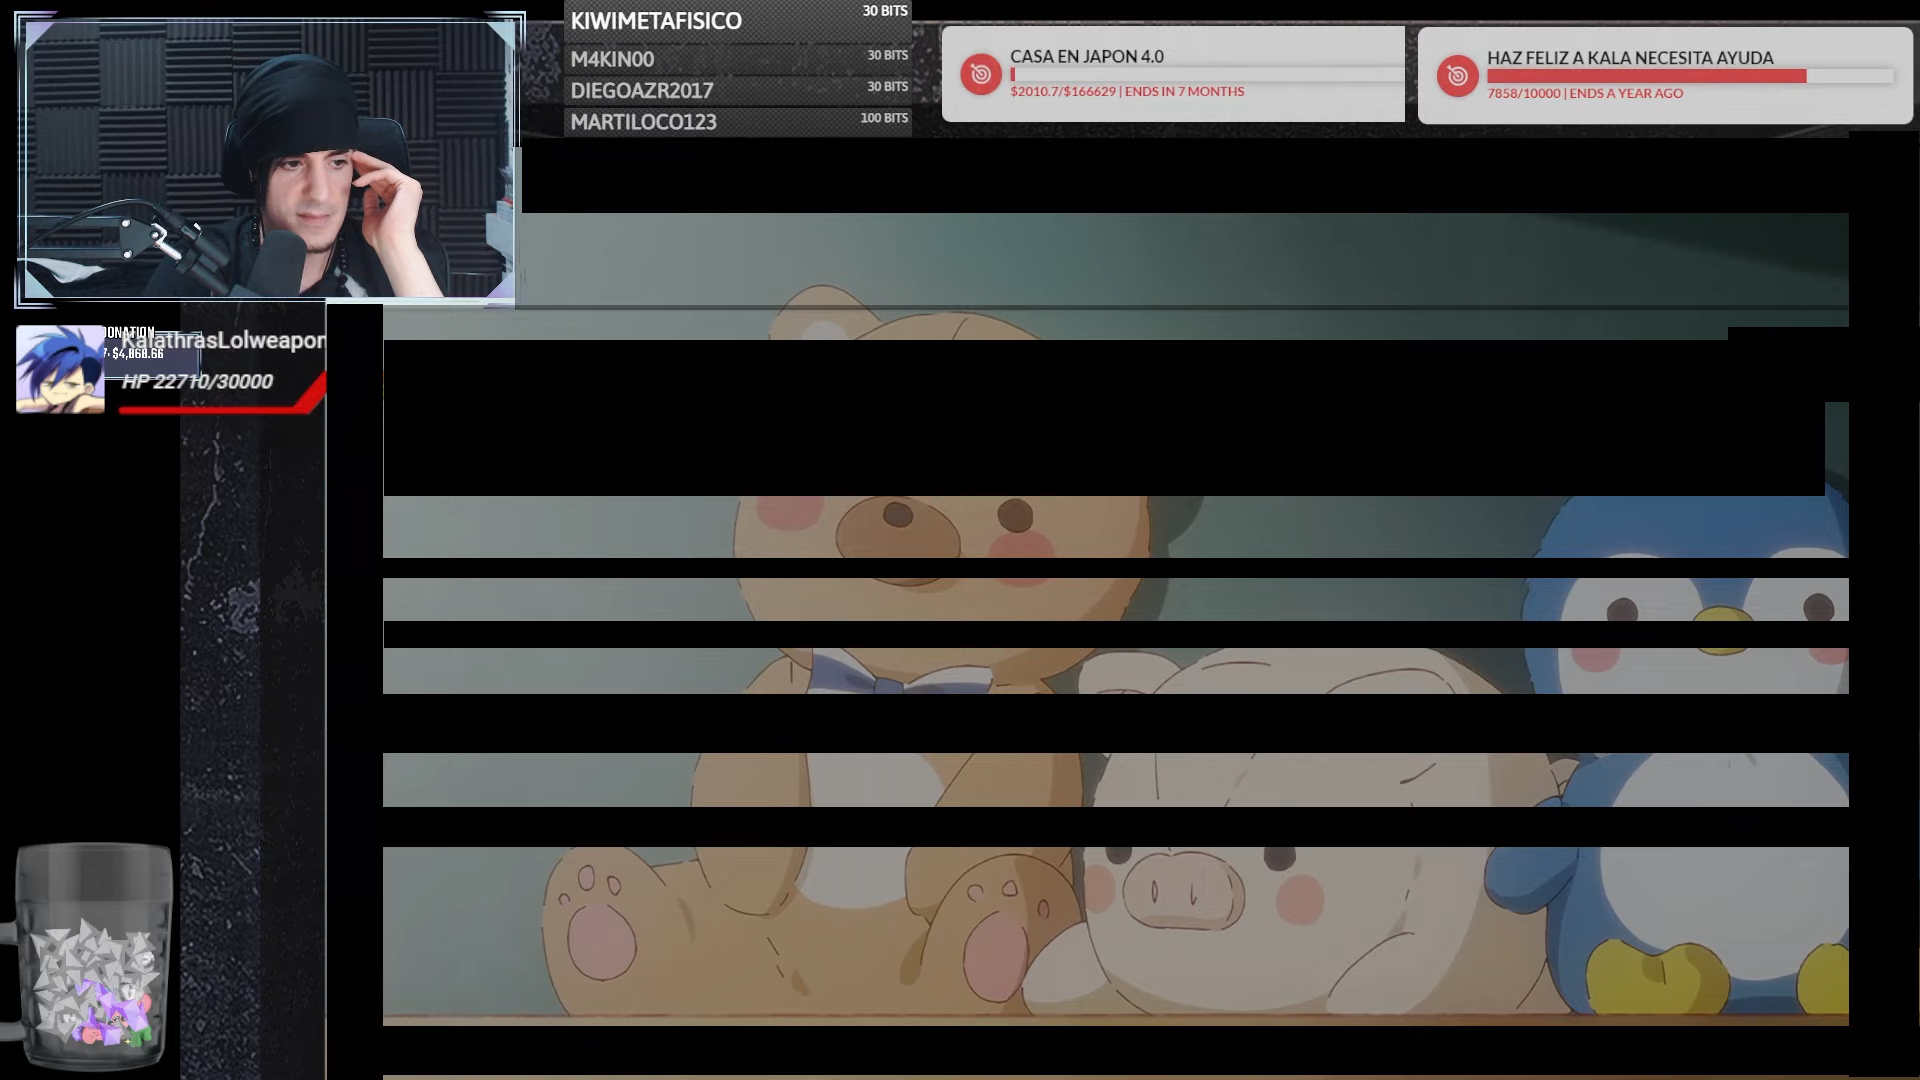 KIWIMETAFISICO 30 BITS
M4KIN00 30 BITS
DIEGOAZR2017 30 BITS
MARTILOCO123 100 BITS
CASA EN JAPON 4.0
$2010.7/$166629 | ENDS IN 7 MONTHS
HAZ FELIZ A KALA NECESITA AYUDA
7858/10000 | ENDS A YEAR AGO
DONATION
$4,868.66
KalathrasLolweapon
HP 22710/30000